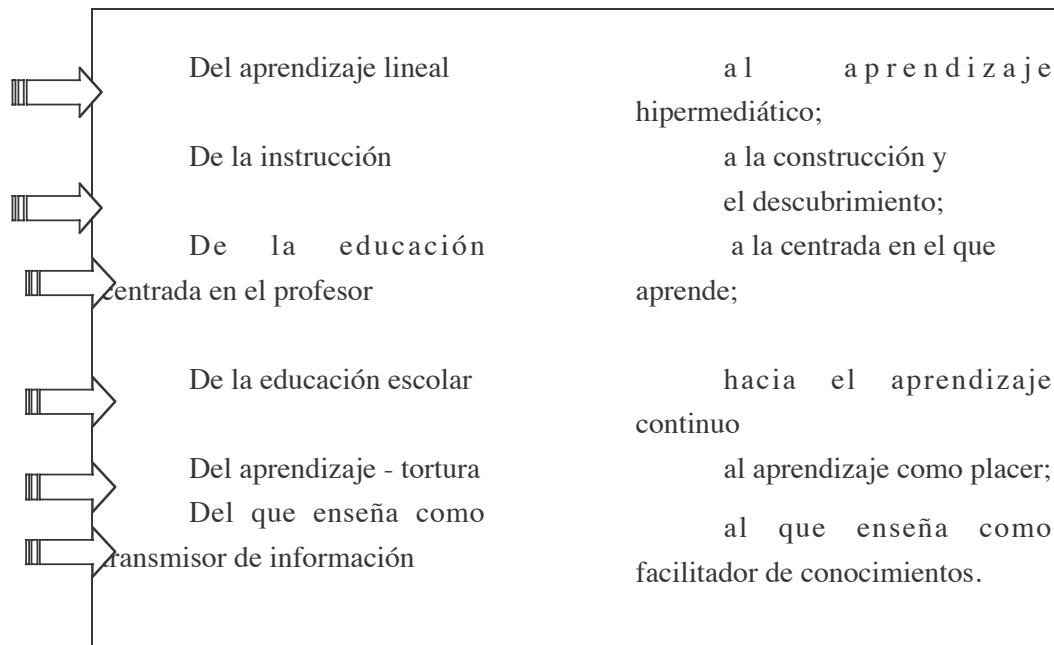 Del aprendizaje lineal
al aprendizaje
hipermediático;
De la instrucción
a la construcción y
el descubrimiento;
De la educación
centrada en el profesor
a la centrada en el que
aprende;
De la educación escolar
hacia el aprendizaje
continuo
Del aprendizaje - tortura
al aprendizaje como placer;
Del que enseña como
transmisor de información
al que enseña como
facilitador de conocimientos.